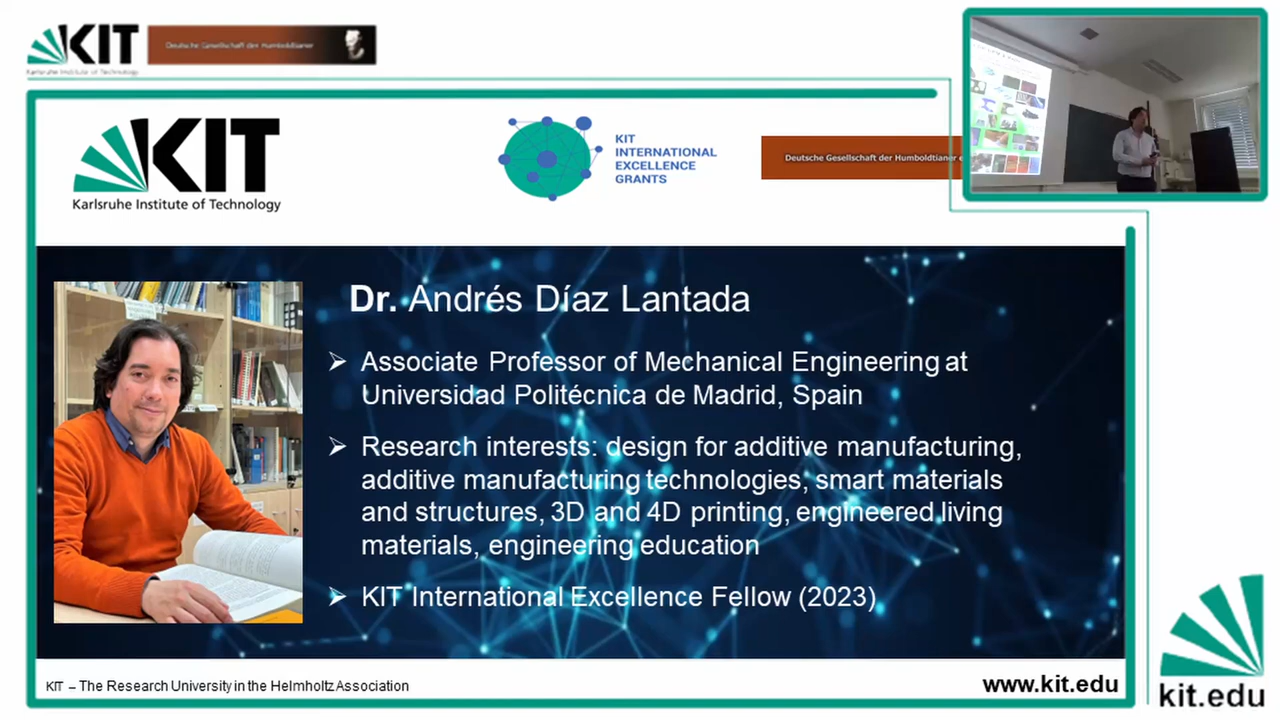 KIT
Karlsruhe Institute of Technology
Deutsche Gesellschaft der Humboldtianer
KIT
Karlsruhe Institute of Technology
KIT
INTERNATIONAL
EXCELLENCE
GRANTS
Deutsche Gesellschaft der Humboldtianer e
Dr. Andrés Díaz Lantada
➢ Associate Professor of Mechanical Engineering at
Universidad Politécnica de Madrid, Spain
➢ Research interests: design for additive manufacturing,
additive manufacturing technologies, smart materials
and structures, 3D and 4D printing, engineered living
materials, engineering education
➢ KIT International Excellence Fellow (2023)
KIT – The Research University in the Helmholtz Association
www.kit.edu
kit.edu